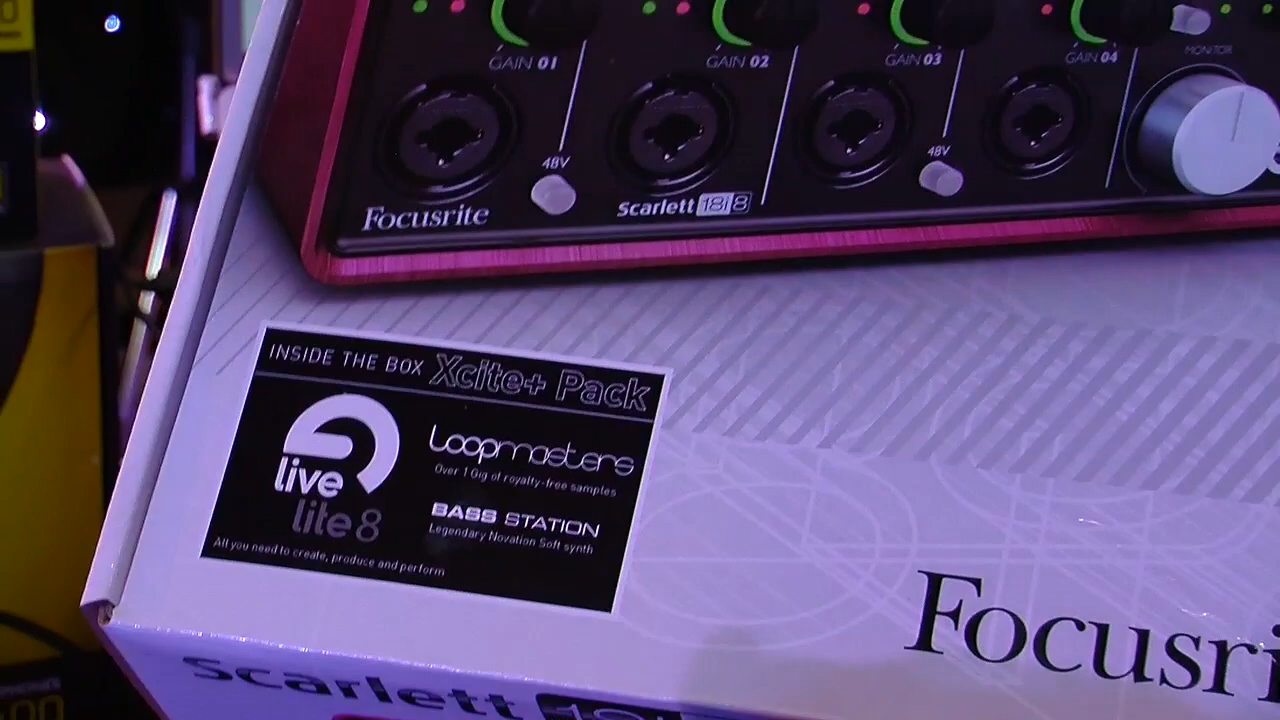 GAIN 01
GAIN 02
GAIN 03
GAIN 04
MONITOR
48V
48V
Focusrite
Scarlett 18i8
INSIDE THE BOX Xcite+ Pack
live
lite 8
Loopmasters
Over 1 Gig of royalty-free samples
BASS STATION
Legendary Novation Soft synth
All you need to create, produce and perform
Focusri
Scarlett